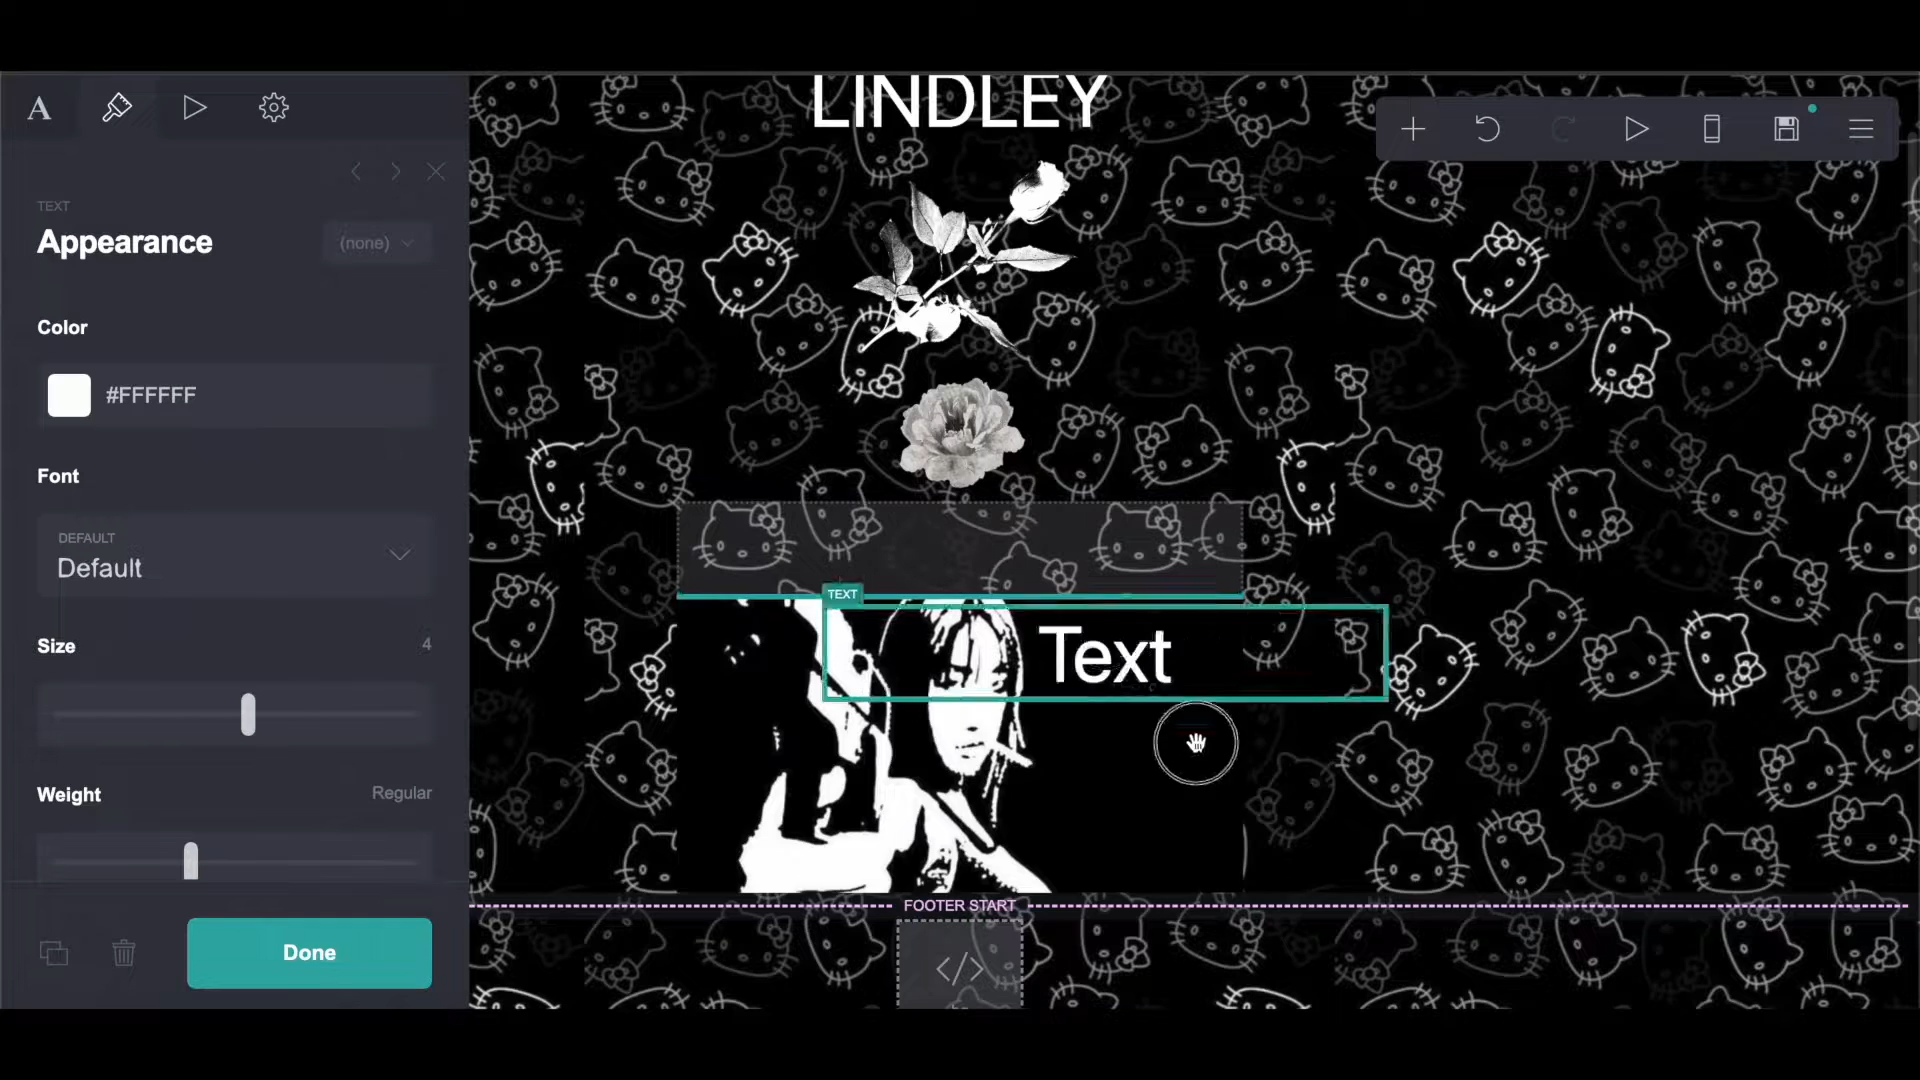 LINDLEY
A
TEXT
Appearance
(none)
Color
#FFFFFF
Font
DEFAULT
Default
Size
4
Weight
Regular
Done
TEXT
Text
FOOTER START
</>